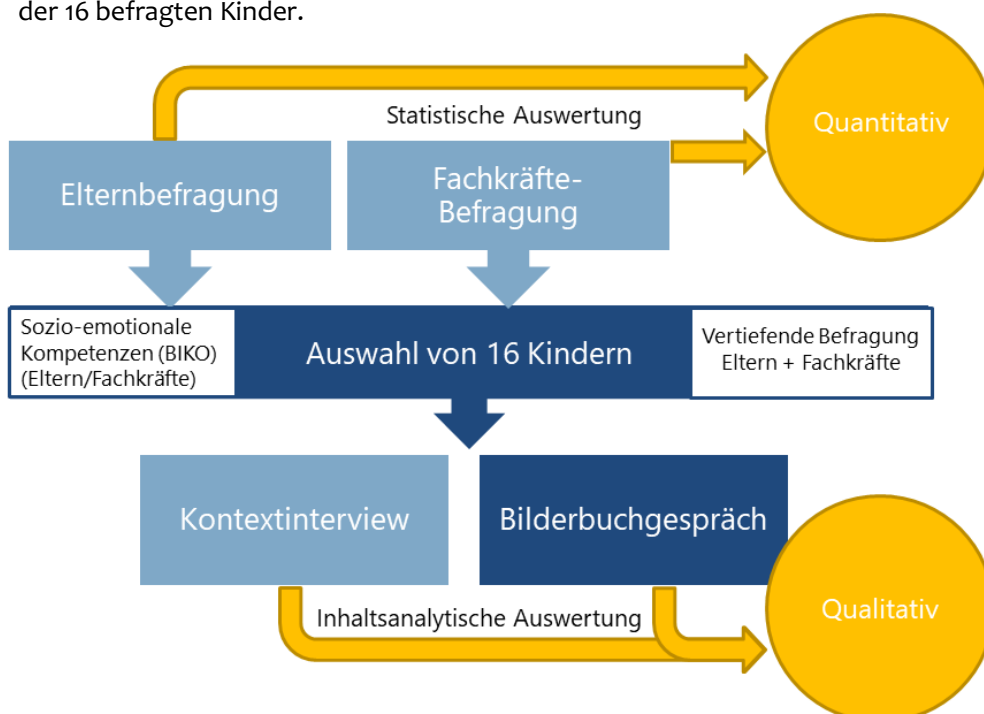 der 16 befragten Kinder.
Statistische Auswertung
Quantitativ
Elternbefragung
Fachkräfte-
Befragung
Sozio-emotionale
Kompetenzen (BIKO)
(Eltern/Fachkräfte)
Auswahl von 16 Kindern
Vertiefende Befragung
Eltern + Fachkräfte
Kontextinterview
Bilderbuchgespräch
Inhaltsanalytische Auswertung
Qualitativ